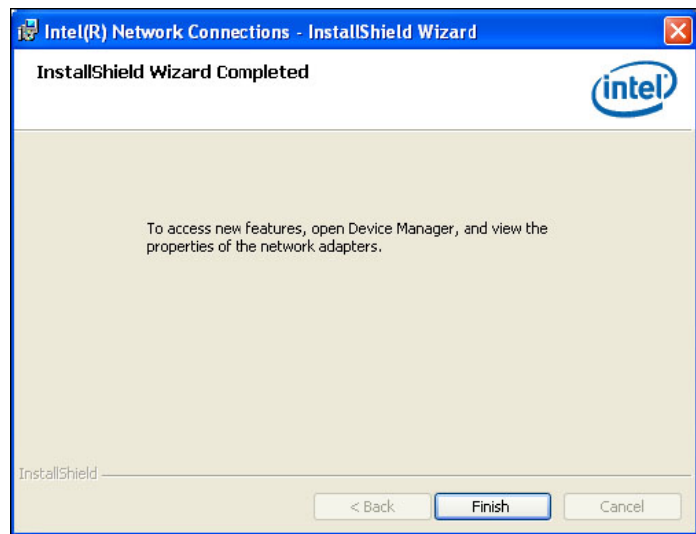 Intel(R) Network Connections - InstallShield Wizard
InstallShield Wizard Completed
intel
To access new features, open Device Manager, and view the
properties of the network adapters.
InstallShield
< Back
Finish
Cancel